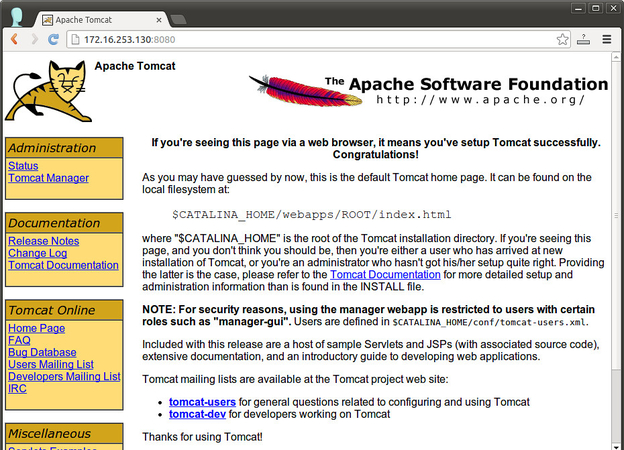 Apache Tomcat
172.16.253.130:8080
Apache Tomcat
The Apache Software Foundation
http://www.apache.org/
Administration
Status
Tomcat Manager
Documentation
Release Notes
Change Log
Tomcat Documentation
Tomcat Online
Home Page
FAQ
Bug Database
Users Mailing List
Developers Mailing List
IRC
Miscellaneous
If you're seeing this page via a web browser, it means you've setup Tomcat successfully.
Congratulations!
As you may have guessed by now, this is the default Tomcat home page. It can be found on the
local filesystem at:
$CATALINA_HOME/webapps/ROOT/index.html
where "$CATALINA_HOME" is the root of the Tomcat installation directory. If you're seeing this
page, and you don't think you should be, then you're either a user who has arrived at new
installation of Tomcat, or you're an administrator who hasn't got his/her setup quite right. Providing
the latter is the case, please refer to the Tomcat Documentation for more detailed setup and
administration information than is found in the INSTALL file.
NOTE: For security reasons, using the manager webapp is restricted to users with certain
roles such as "manager-gui". Users are defined in $CATALINA_HOME/conf/tomcat-users.xml.
Included with this release are a host of sample Servlets and JSPs (with associated source code),
extensive documentation, and an introductory guide to developing web applications.
Tomcat mailing lists are available at the Tomcat project web site:
• tomcat-users for general questions related to configuring and using Tomcat
• tomcat-dev for developers working on Tomcat
Thanks for using Tomcat!